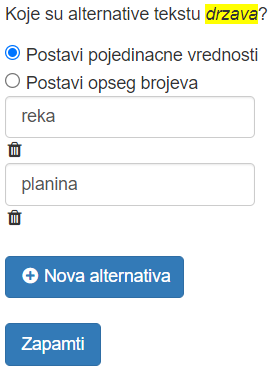 Koje su alternative tekstu drzava?
Postavi pojedinacne vrednosti
Postavi opseg brojeva
reka
planina
Nova alternativa
Zapamti